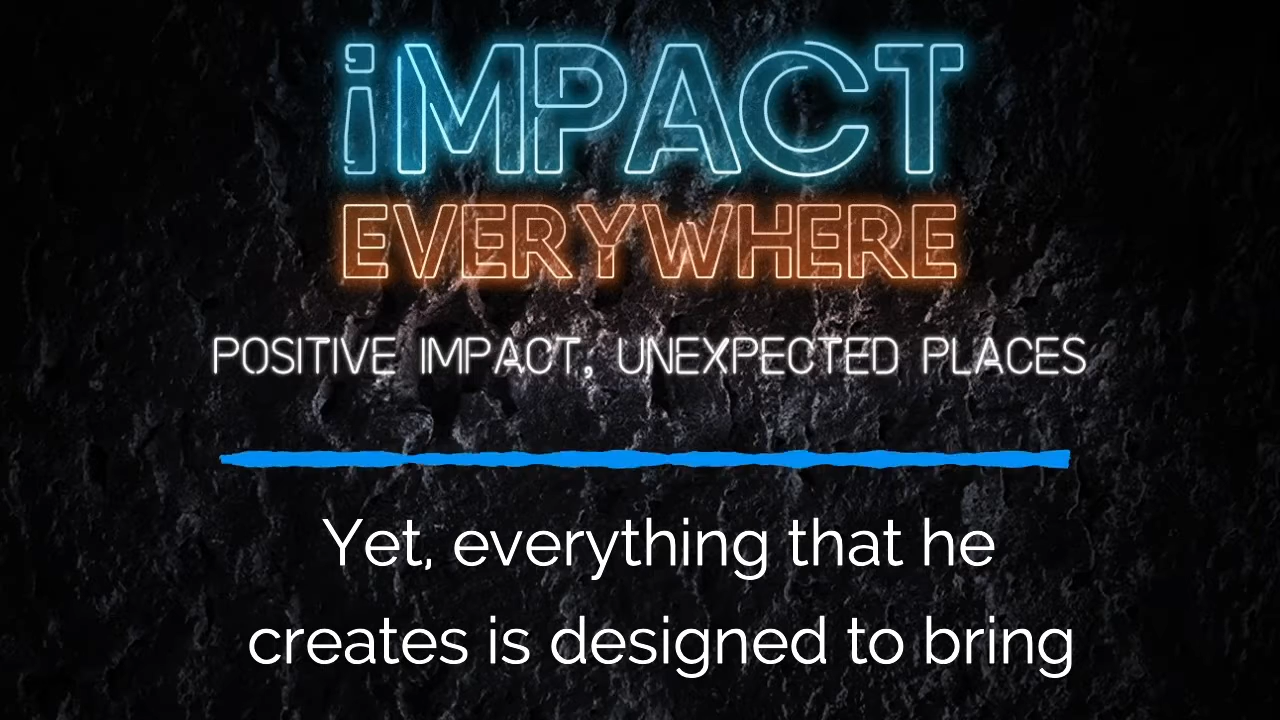 iMPACT
EVERYWHERE
POSITIVE IMPACT, UNEXPECTED PLACES
Yet, everything that he
creates is designed to bring